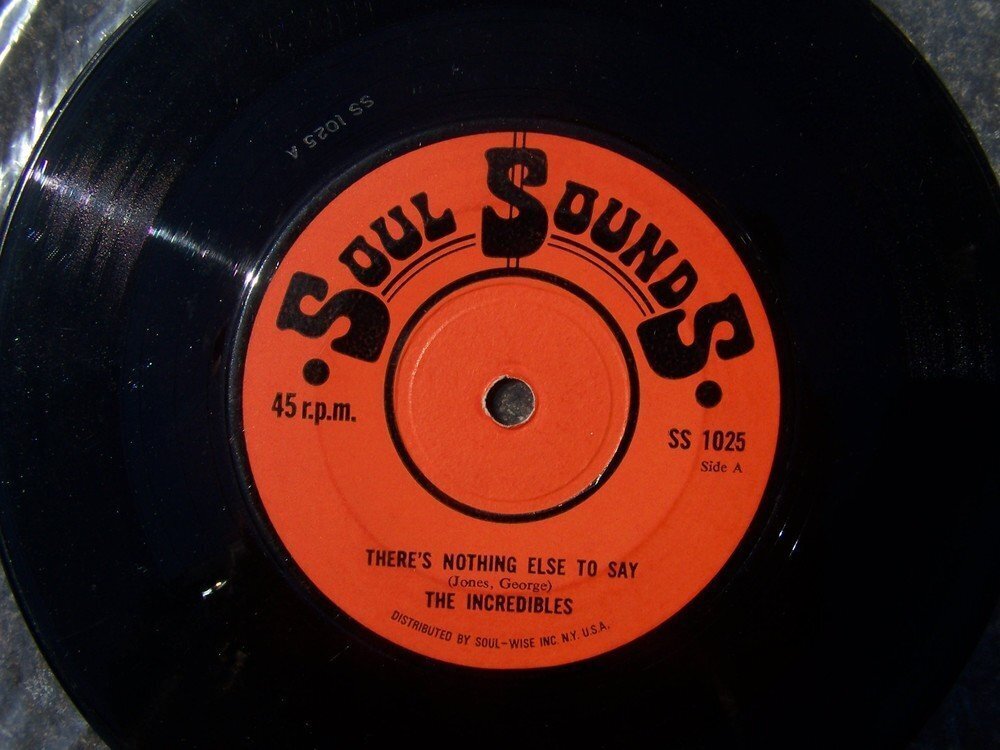 SS 1025 A
SOUL SOUNDS
45 r.p.m.
SS 1025
Side A
THERE'S NOTHING ELSE TO SAY
(Jones, George)
THE INCREDIBLES
DISTRIBUTED BY SOUL-WISE INC N.Y. U.S.A.